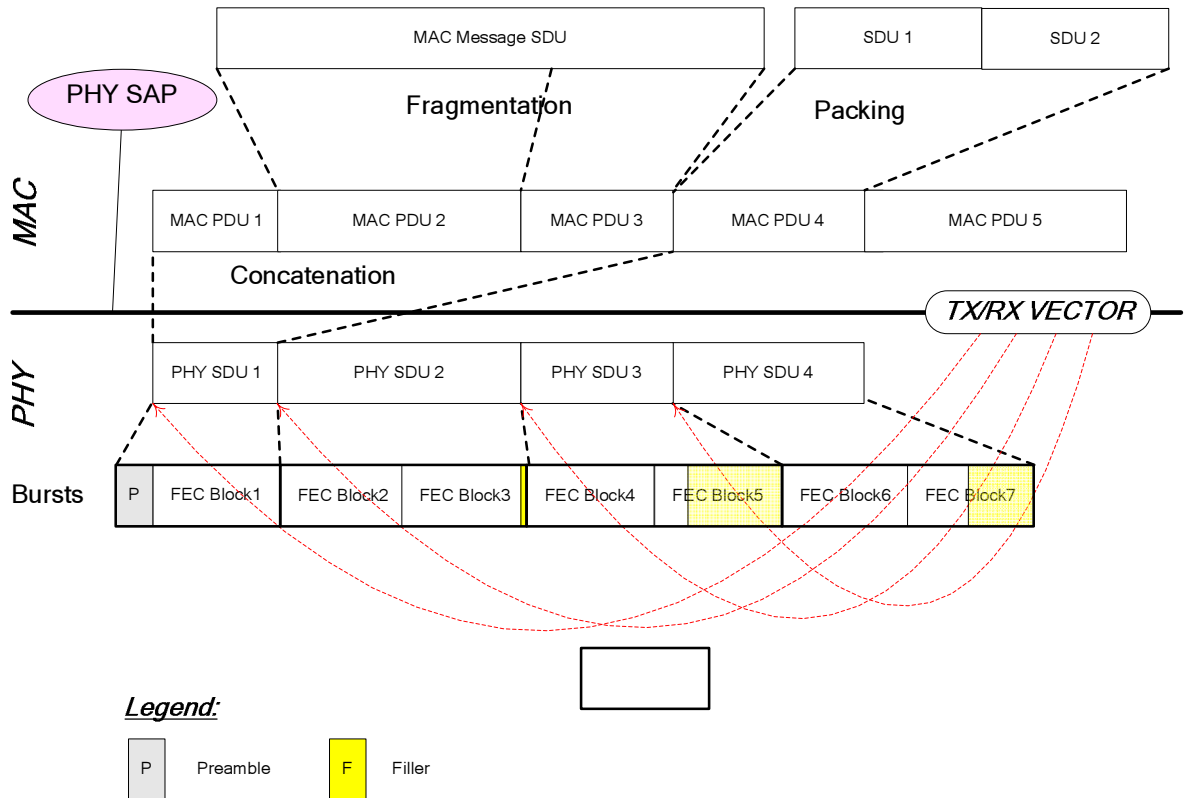 MAC Message SDU
SDU 1
SDU 2
PHY SAP
Fragmentation
Packing
MAC
MAC PDU 1
MAC PDU 2
MAC PDU 3
MAC PDU 4
MAC PDU 5
Concatenation
TX/RX VECTOR
PHY
PHY SDU 1
PHY SDU 2
PHY SDU 3
PHY SDU 4
Bursts
P
FEC Block1
FEC Block2
FEC Block3
FEC Block4
FEC Block5
FEC Block6
FEC Block7
Legend:
P
Preamble
F
Filler